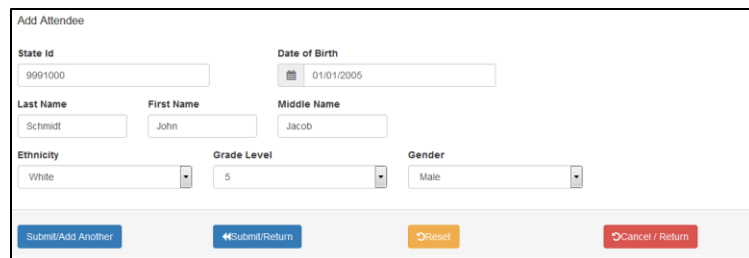 Add Attendee
State Id Date of Birth
9991000 01/01/2005
Last Name First Name Middle Name
Schmidt John Jacob
Ethnicity Grade Level Gender
White 5 Male
Submit/Add Another Submit/Return Reset Cancel / Return